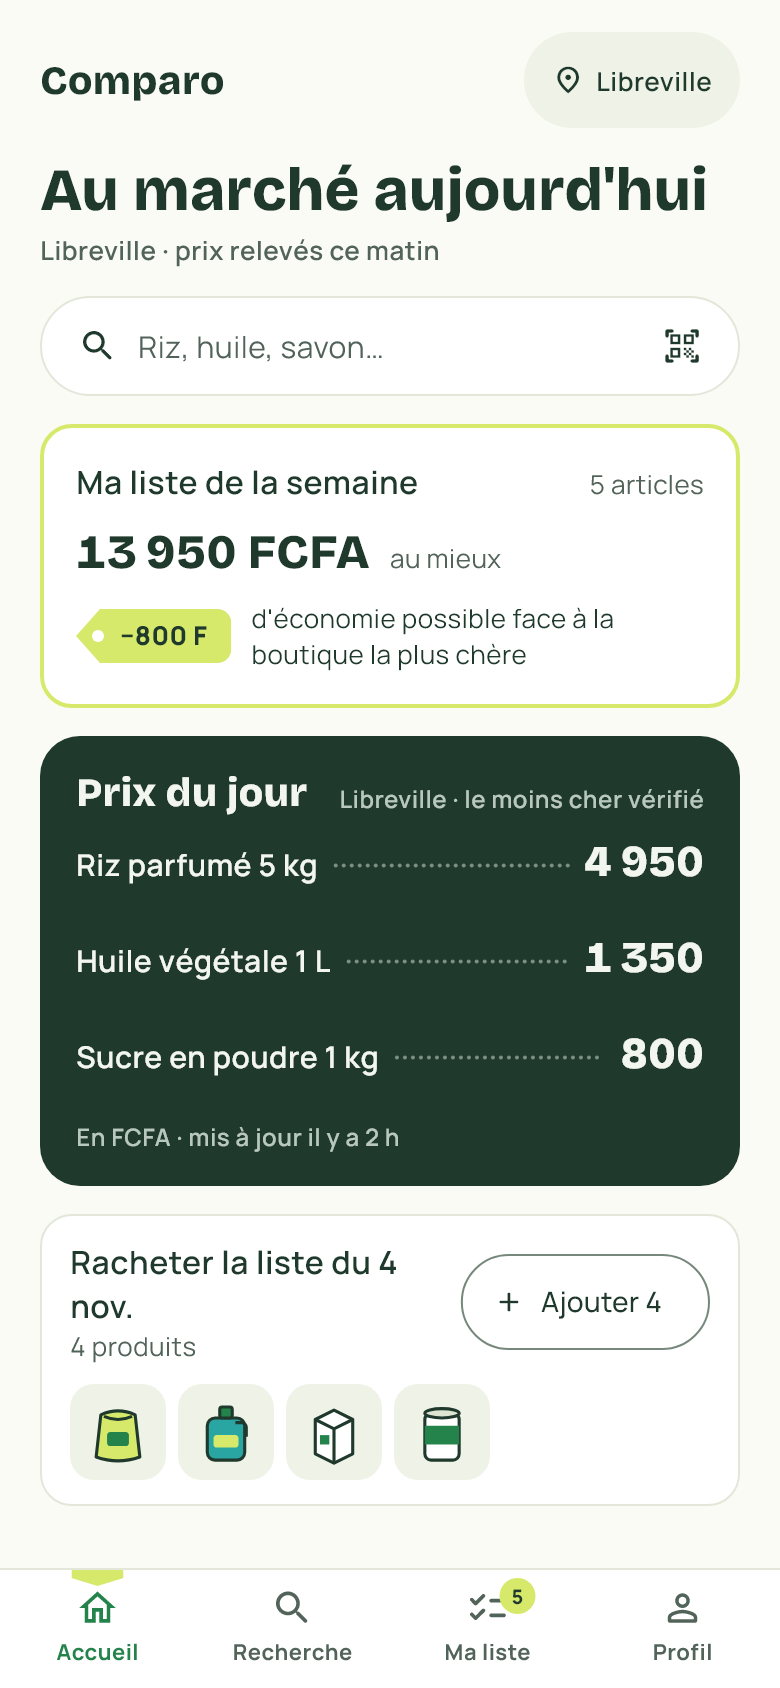 Comparo
Libreville
Au marché aujourd'hui
Libreville · prix relevés ce matin
Riz, huile, savon…
Ma liste de la semaine
5 articles
13 950 FCFA au mieux
−800 F
d'économie possible face à la
boutique la plus chère
Prix du jour
Libreville · le moins cher vérifié
Riz parfumé 5 kg 4 950
Huile végétale 1 L 1 350
Sucre en poudre 1 kg 800
En FCFA · mis à jour il y a 2 h
Racheter la liste du 4
nov.
4 produits
+ Ajouter 4
5
Accueil
Recherche
Ma liste
Profil